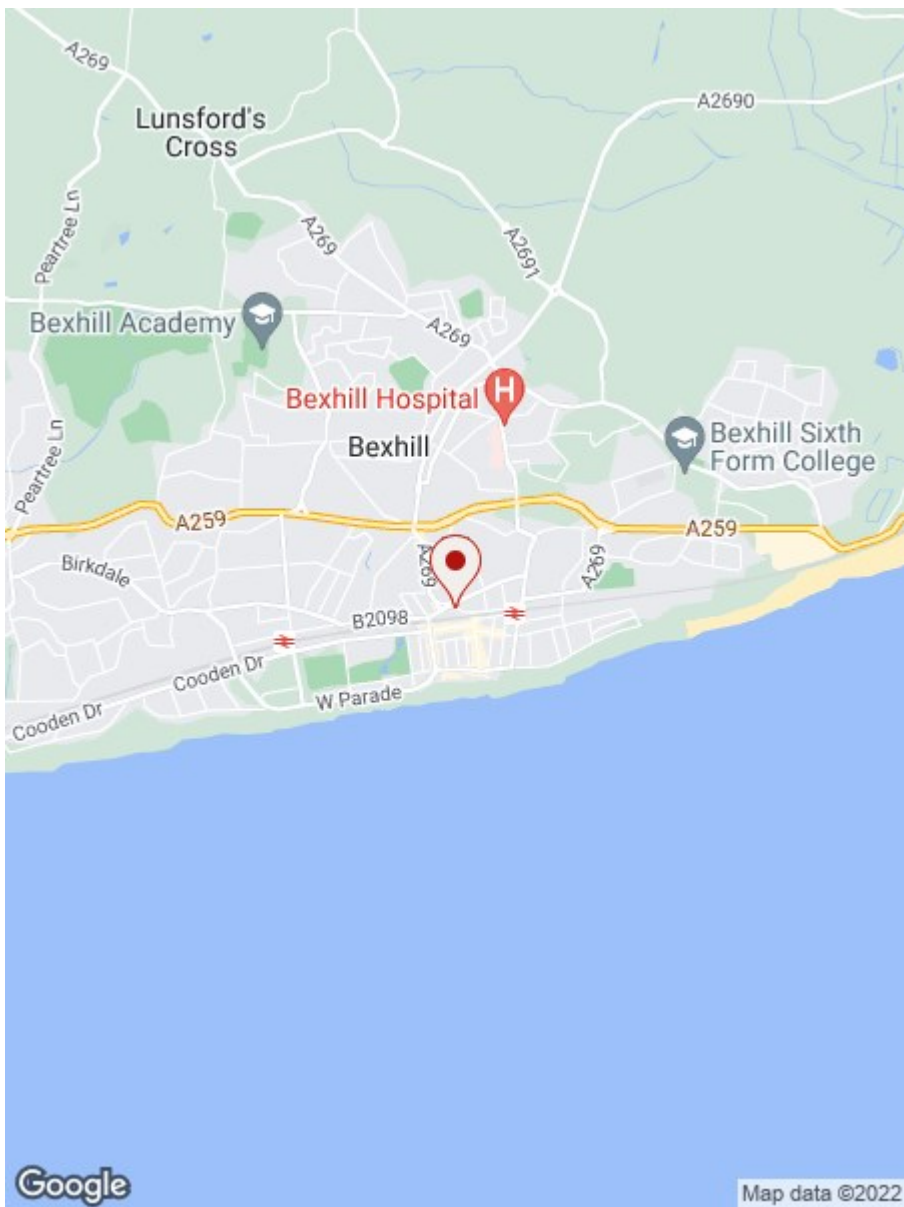 A269
A2690
Lunsford's
Cross
Peartree Ln
A269
A2691
Bexhill Academy
A269
Bexhill Hospital
H
Bexhill
Bexhill Sixth
Form College
Peartree Ln
A259
A259
Birkdale
A269
A269
B2098
Cooden Dr
W Parade
Cooden Dr
Google
Map data ©2022